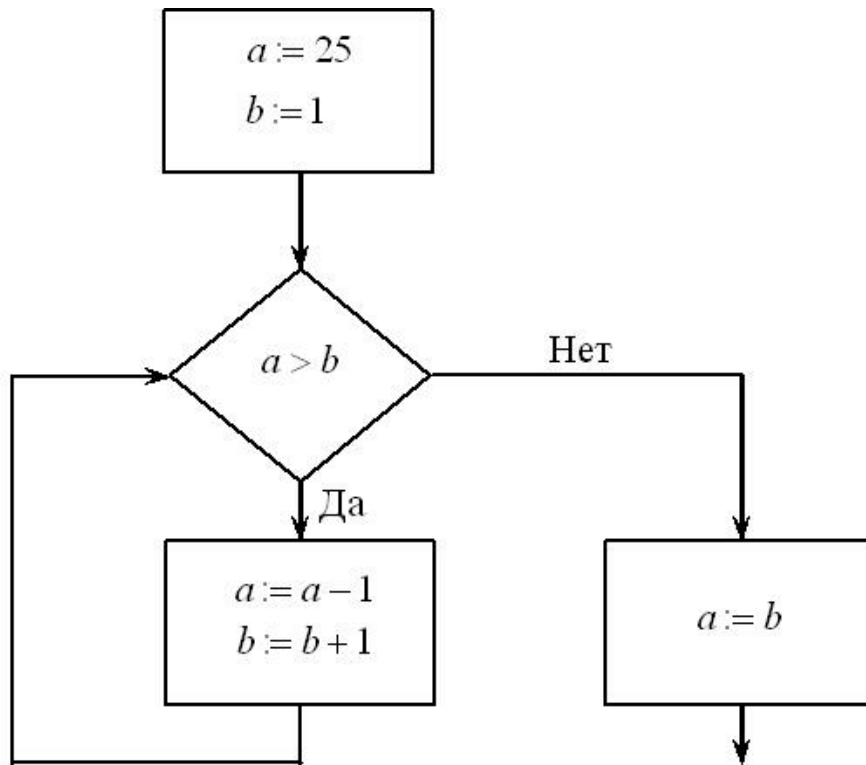 a := 25
b := 1
a > b
Нет
Да
a := a − 1
b := b + 1
a := b